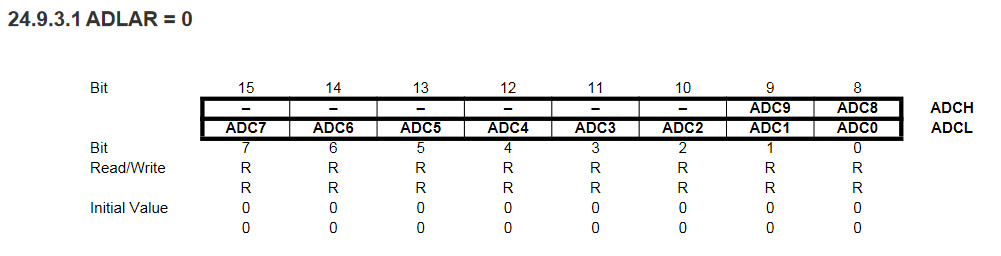 24.9.3.1 ADLAR = 0
Bit 15 14 13 12 11 10 9 8
– – – – – – ADC9 ADC8 ADCH
ADC7 ADC6 ADC5 ADC4 ADC3 ADC2 ADC1 ADC0 ADCL
Bit 7 6 5 4 3 2 1 0
Read/Write R R R R R R R R
R R R R R R R R
Initial Value 0 0 0 0 0 0 0 0
0 0 0 0 0 0 0 0